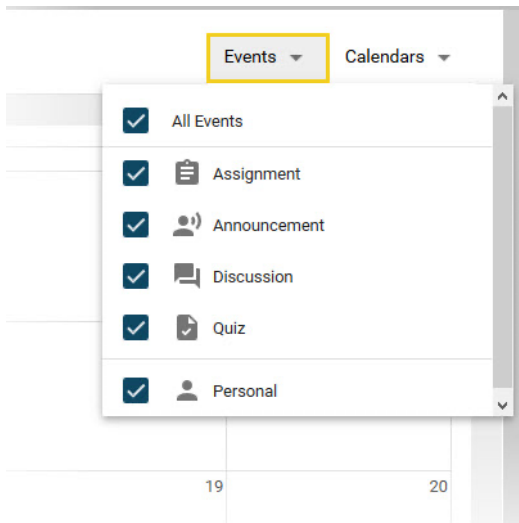 Events Calendars
All Events
Assignment
Announcement
Discussion
Quiz
Personal
19 20